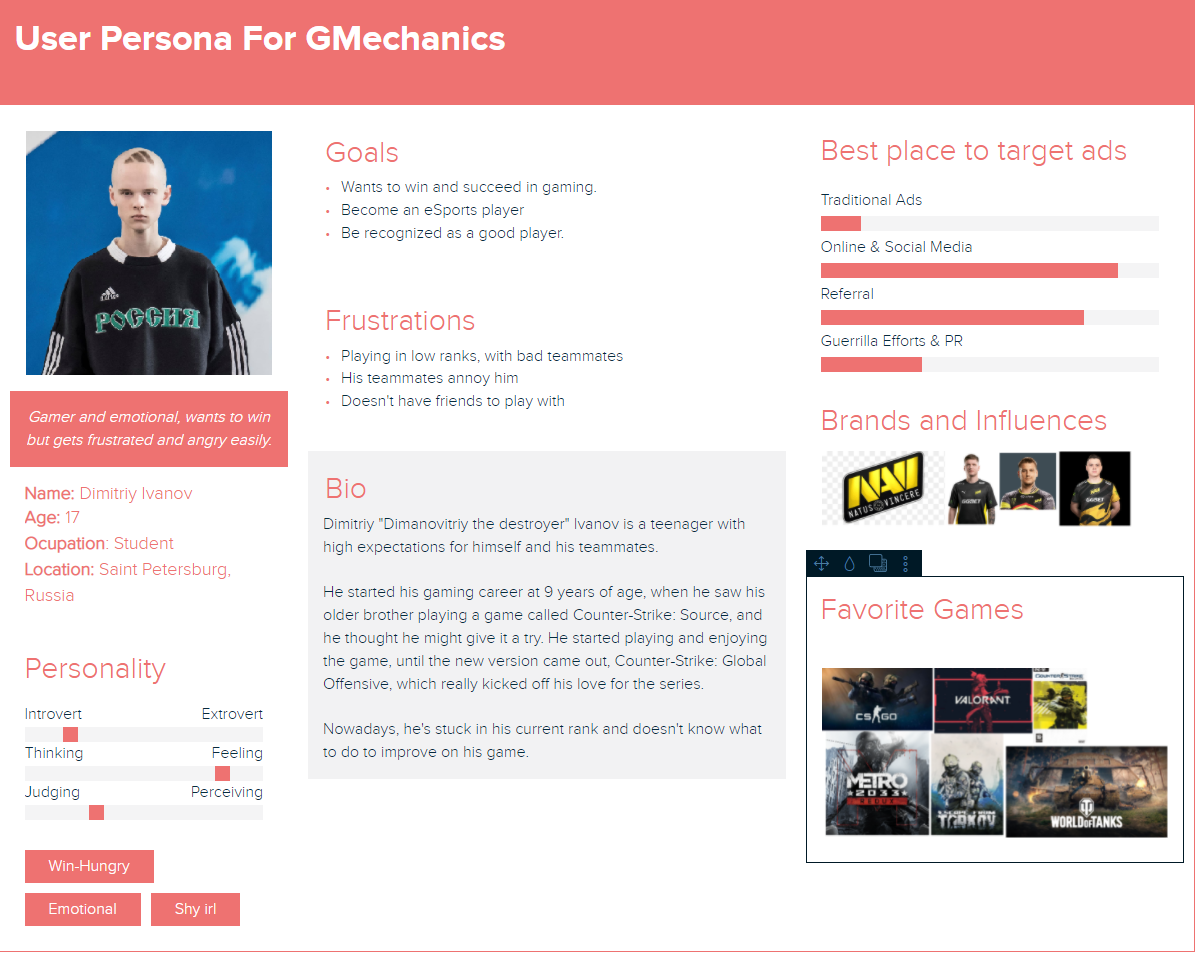 User Persona For GMechanics
adidas
РОССИЯ
Gamer and emotional, wants to win
but gets frustrated and angry easily.
Name: Dimitriy Ivanov
Age: 17
Ocupation: Student
Location: Saint Petersburg,
Russia
Personality
Introvert Extrovert
Thinking Feeling
Judging Perceiving
Win-Hungry
Emotional Shy irl
Goals
• Wants to win and succeed in gaming.
• Become an eSports player
• Be recognized as a good player.
Frustrations
• Playing in low ranks, with bad teammates
• His teammates annoy him
• Doesn't have friends to play with
Bio
Dimitriy "Dimanovitriy the destroyer" Ivanov is a teenager with
high expectations for himself and his teammates.
He started his gaming career at 9 years of age, when he saw his
older brother playing a game called Counter-Strike: Source, and
he thought he might give it a try. He started playing and enjoying
the game, until the new version came out, Counter-Strike: Global
Offensive, which really kicked off his love for the series.
Nowadays, he's stuck in his current rank and doesn't know what
to do to improve on his game.
Best place to target ads
Traditional Ads
Online & Social Media
Referral
Guerrilla Efforts & PR
Brands and Influences
NAVI
NATUS VINCERE
GGBET
GGBET
GGBET
Favorite Games
CS GO
VALORANT
COUNTER-STRIKE
METRO
2033
REDUX
ESCAPE FROM
TARKOV
WORLD OF TANKS